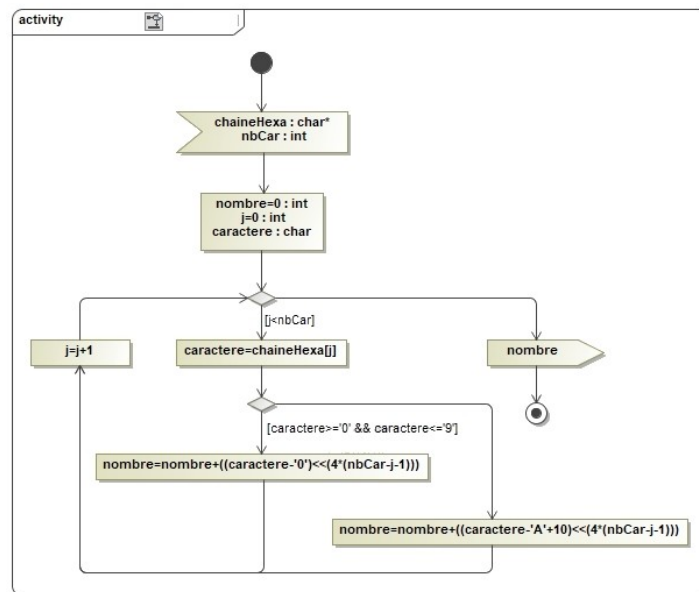 activity
chaineHexa : char*
nbCar : int
nombre=0 : int
j=0 : int
caractere : char
[j<nbCar]
j=j+1
caractere=chaineHexa[j]
nombre
[caractere>='0' && caractere<='9']
nombre=nombre+((caractere-'0')<<(4*(nbCar-j-1)))
nombre=nombre+((caractere-'A'+10)<<(4*(nbCar-j-1)))